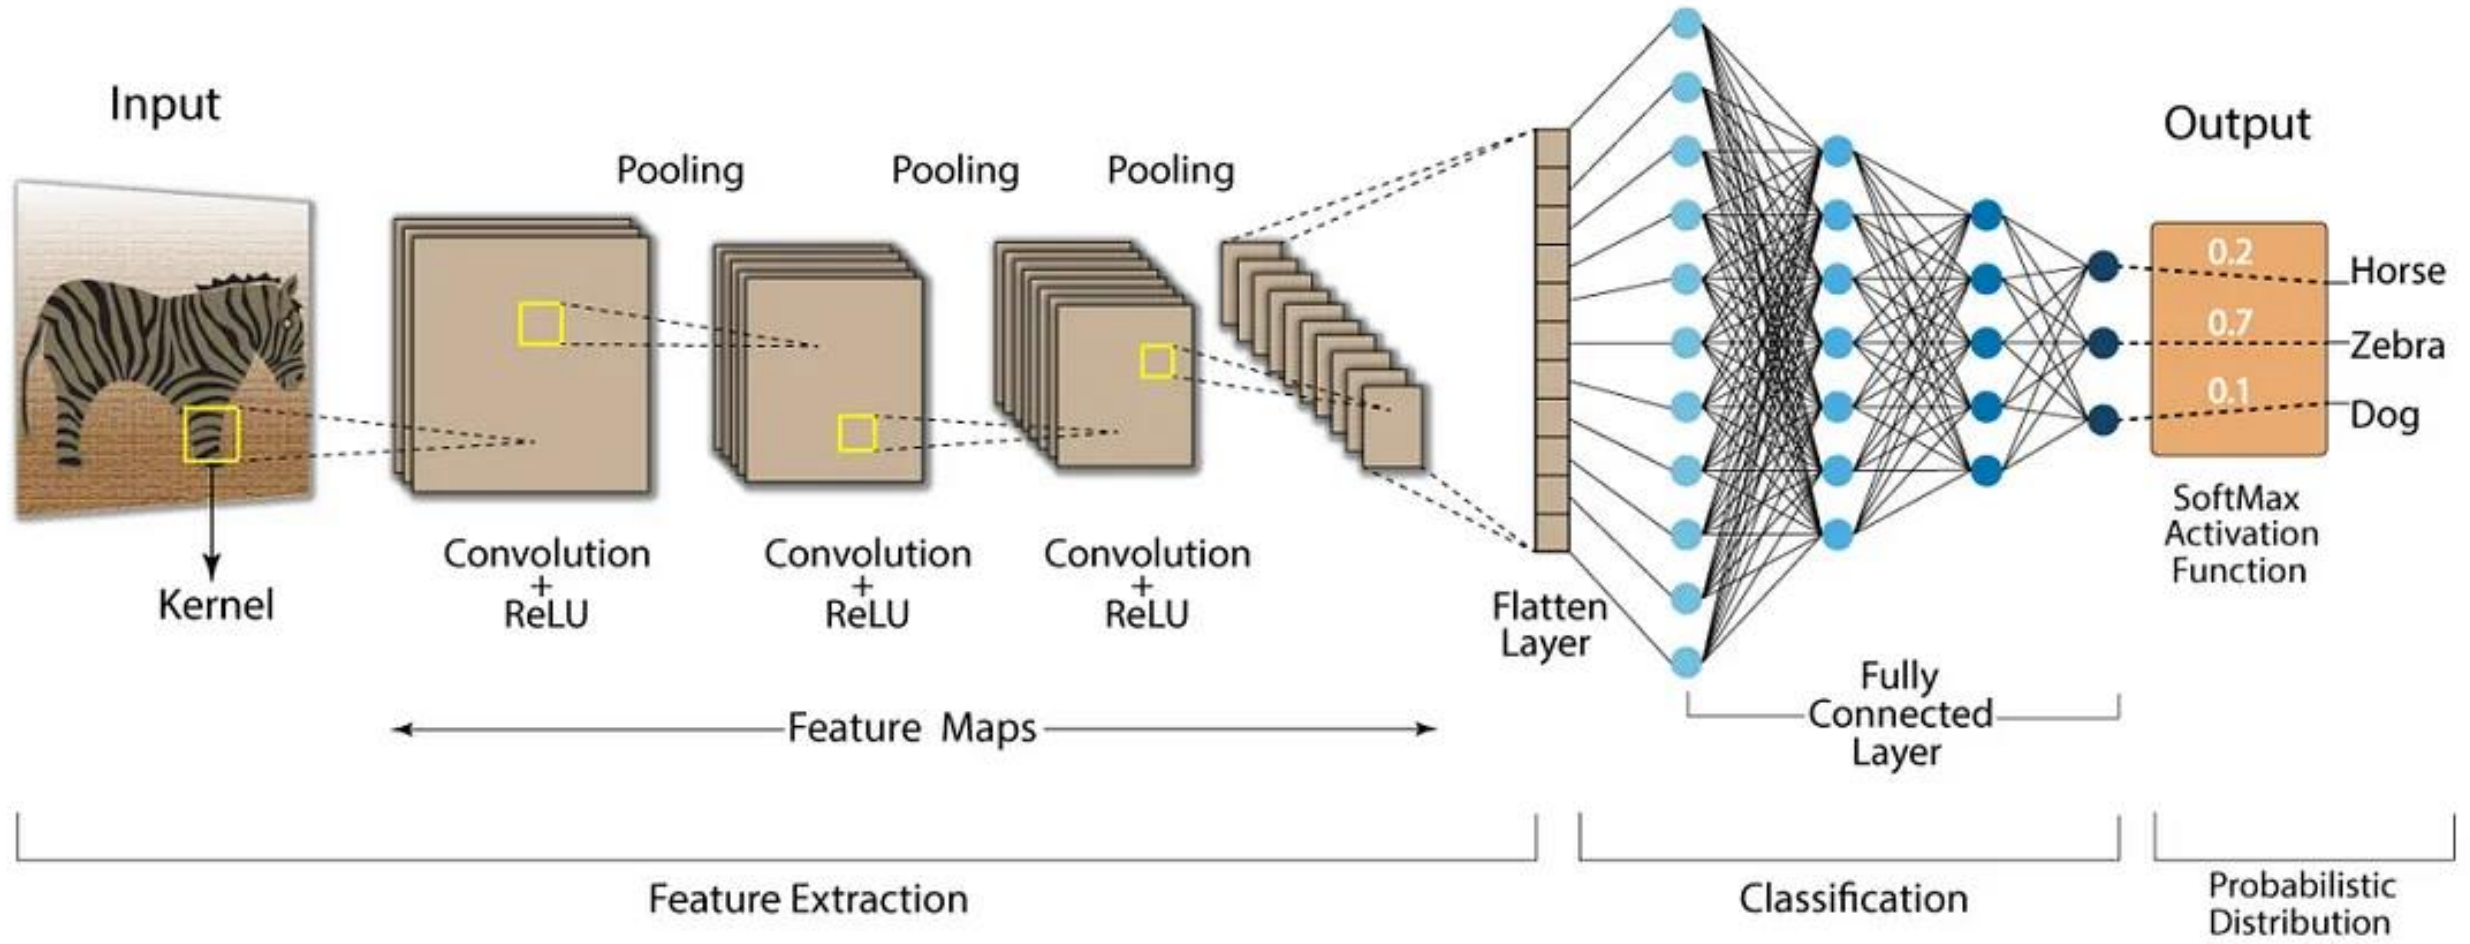 Input
Output
Pooling
Pooling
Pooling
0.2
Horse
0.7
Zebra
0.1
Dog
SoftMax
Activation
Function
Kernel
Convolution
+
ReLU
Convolution
+
ReLU
Convolution
+
ReLU
Flatten
Layer
Fully
Connected
Layer
Feature Maps
Feature Extraction
Classification
Probabilistic
Distribution